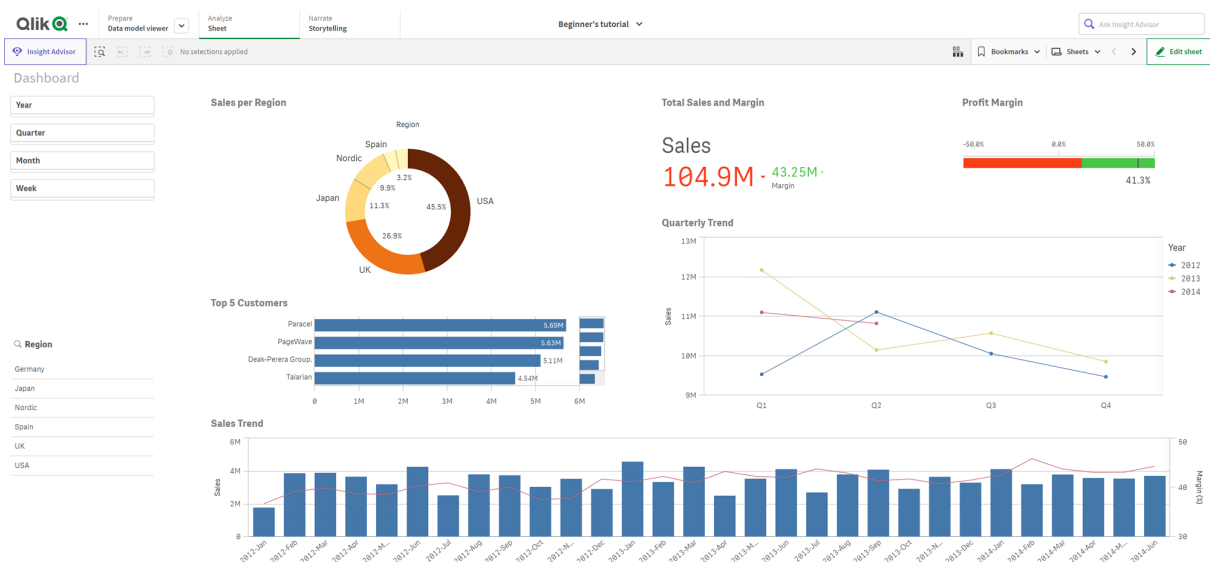 Qlik
Prepare
Data model viewer
Analyze
Sheet
Narrate
Storytelling
Beginner's tutorial
Ask Insight Advisor
Insight Advisor
No selections applied
Bookmarks
Sheets
Edit sheet
Dashboard
Year
Quarter
Month
Week
Region
Germany
Japan
Nordic
Spain
UK
USA
Sales per Region
Region
Spain
Nordic
Japan
UK
USA
3.2%
9.9%
11.3%
26.9%
45.5%
Top 5 Customers
Paracel 5.69M
PageWave 5.63M
Deak-Perera Group. 5.11M
Talarian 4.54M
0 1M 2M 3M 4M 5M 6M
Total Sales and Margin
Sales
104.9M
43.25M
Margin
Profit Margin
-50.0% 0.0% 50.0%
41.3%
Quarterly Trend
Sales
13M
12M
11M
10M
9M
Q1 Q2 Q3 Q4
Year
2012
2013
2014
Sales Trend
Sales
6M
4M
2M
0
50
40
30
Margin (%)
2012-Jan 2012-Feb 2012-Mar 2012-Apr 2012-M... 2012-Jun 2012-Jul 2012-Aug 2012-Sep 2012-Oct 2012-N... 2012-Dec 2013-Jan 2013-Feb 2013-Mar 2013-Apr 2013-M... 2013-Jun 2013-Jul 2013-Aug 2013-Sep 2013-Oct 2013-N... 2013-Dec 2014-Jan 2014-Feb 2014-Mar 2014-Apr 2014-M... 2014-Jun